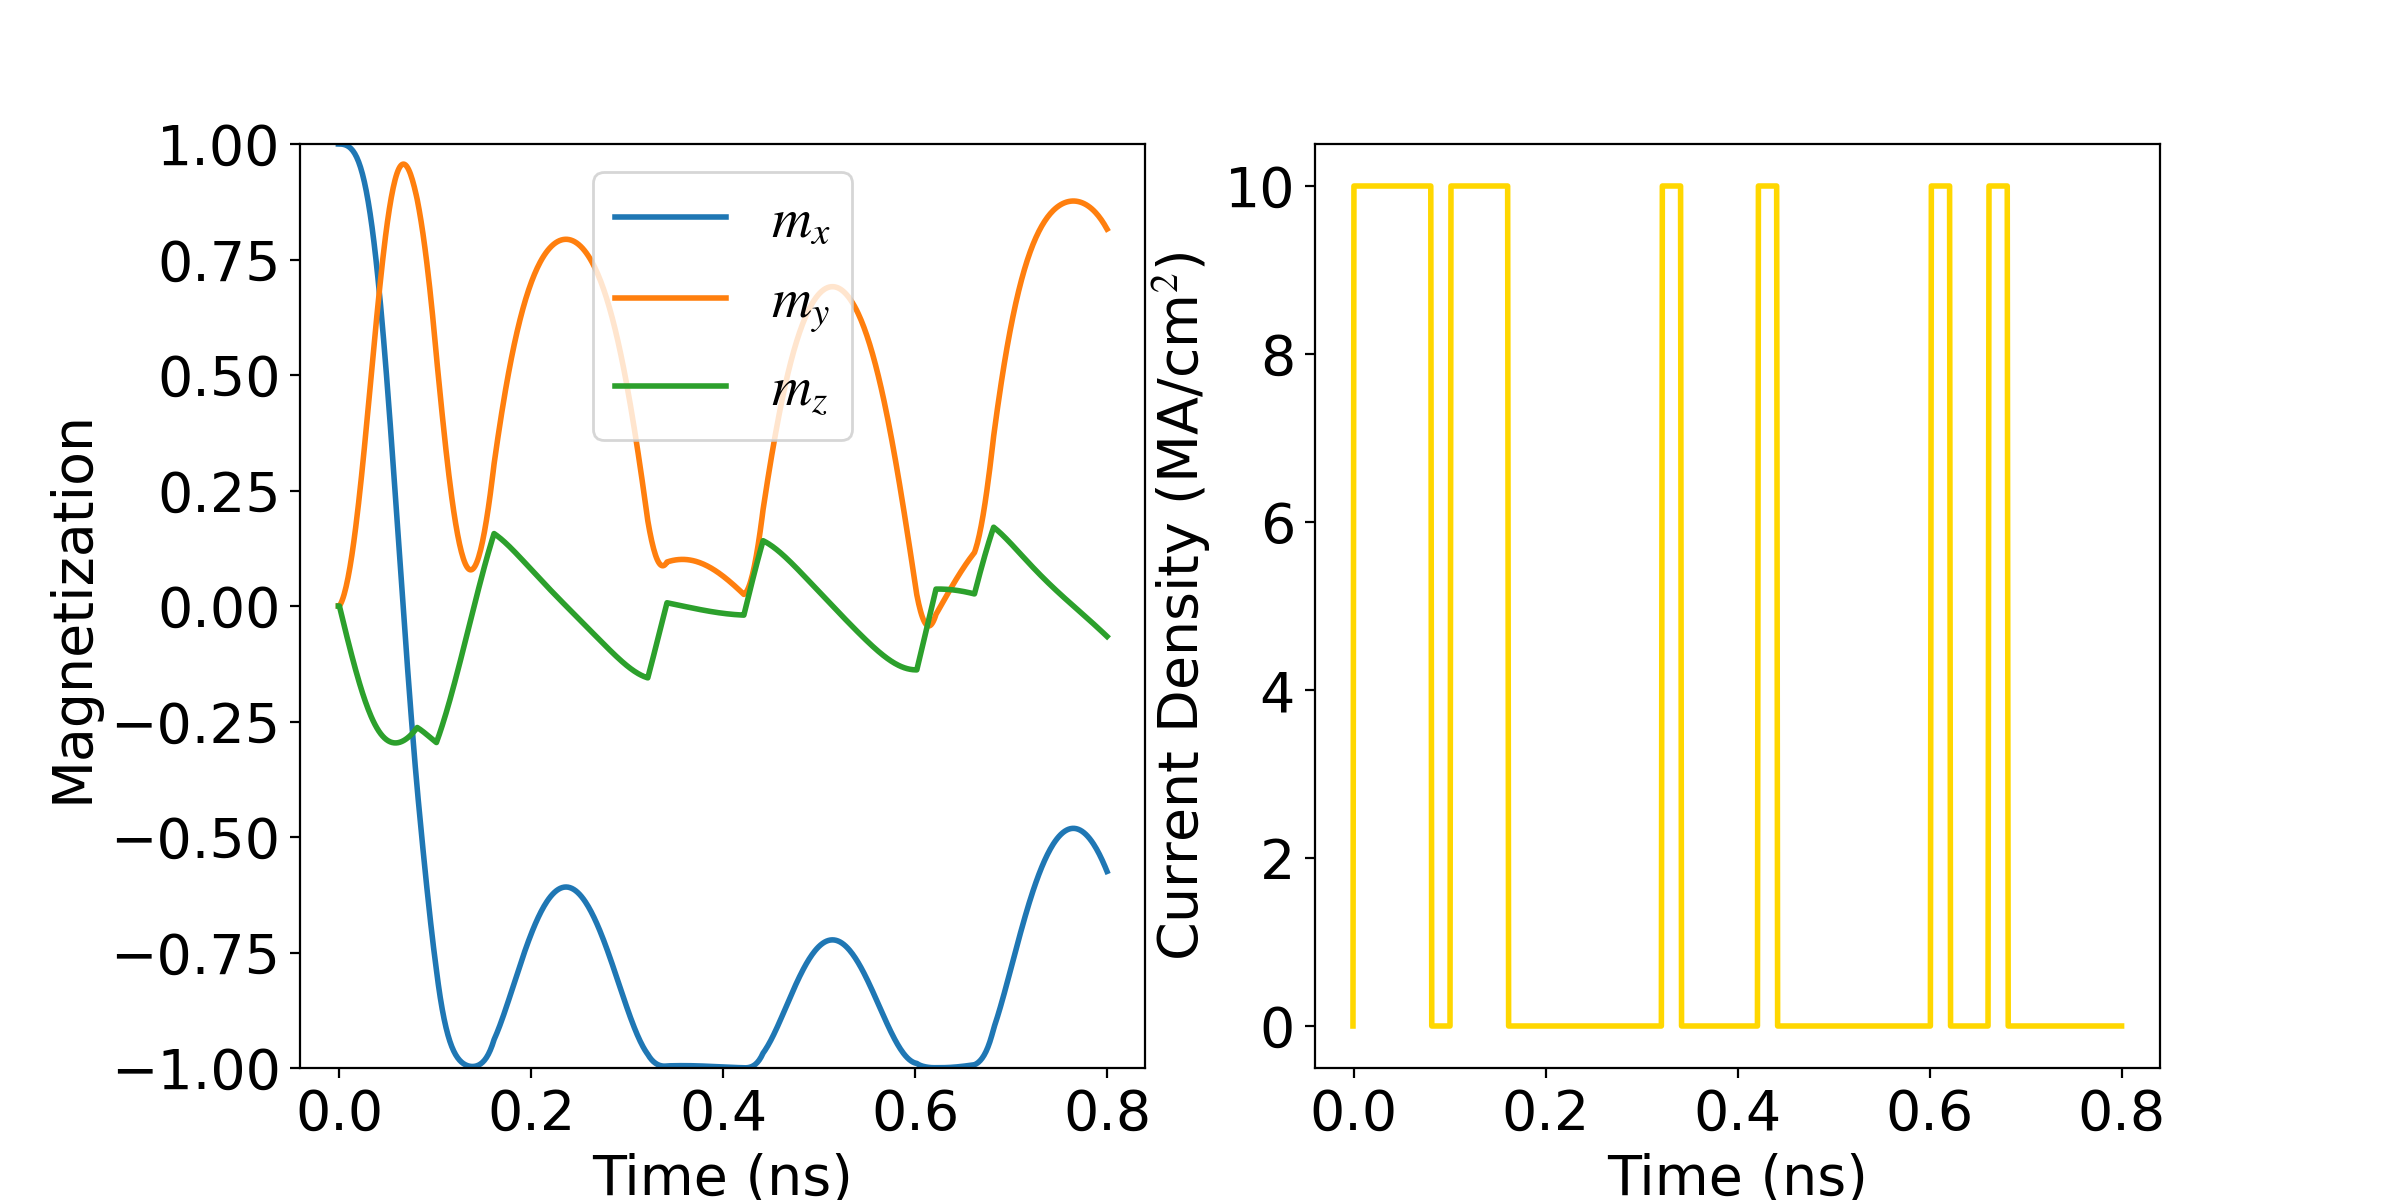 1.00
0.75
0.50
0.25
0.00
−0.25
−0.50
−0.75
−1.00
Magnetization
0.0 0.2 0.4 0.6 0.8
Time (ns)
m_x
m_y
m_z
10
8
6
4
2
0
Current Density (MA/cm²)
0.0 0.2 0.4 0.6 0.8
Time (ns)